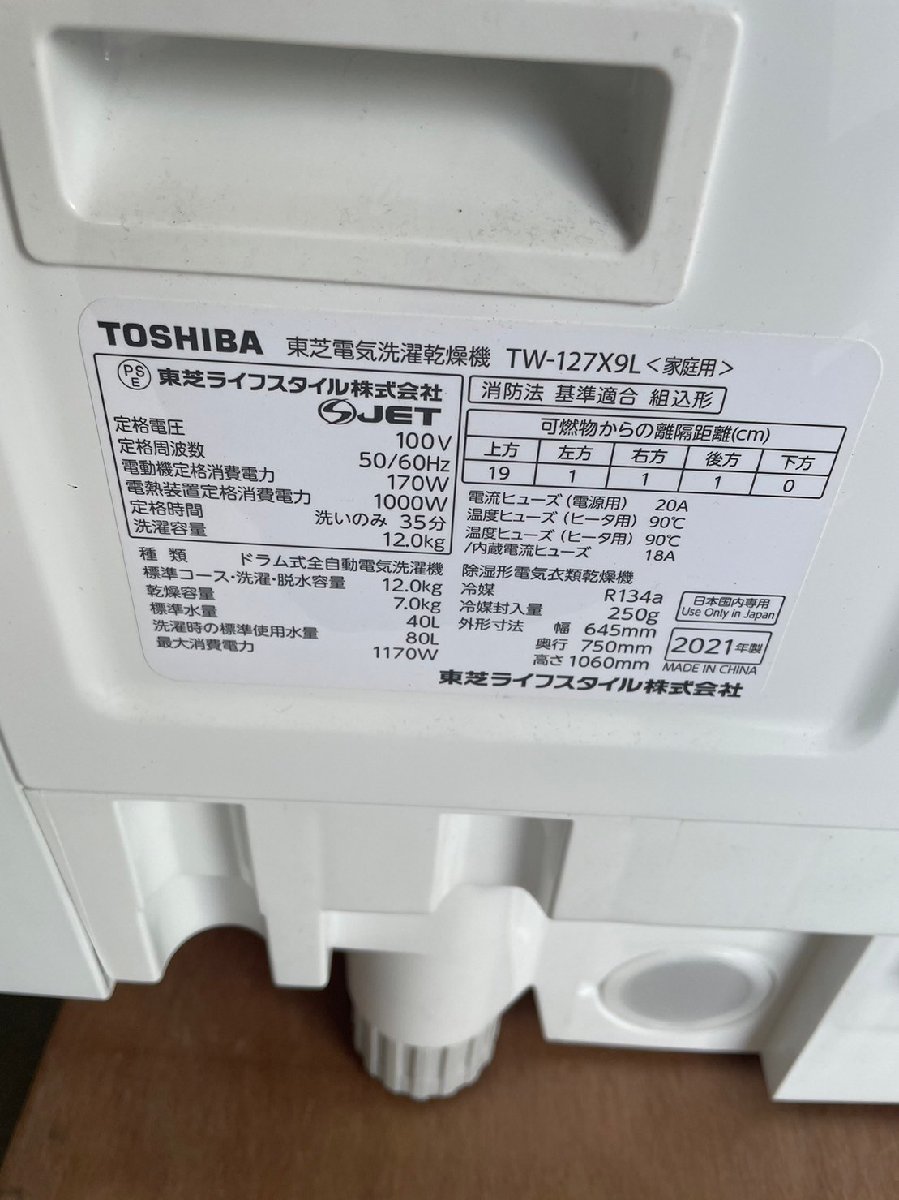 TOSHIBA 東芝電気洗濯乾燥機 TW-127X9L<家庭用>
PS E 東芝ライフスタイル株式会社
JET
定格電圧 100V
定格周波数 50/60Hz
電動機定格消費電力 170W
電熱装置定格消費電力 1000W
定格時間 洗いのみ 35分
洗濯容量 12.0kg
種類 ドラム式全自動電気洗濯機
標準コース・洗濯・脱水容量 12.0kg
乾燥容量 7.0kg
標準水量 40L
洗濯時の標準使用水量 80L
最大消費電力 1170W
消防法 基準適合 組込形
可燃物からの離隔距離(cm)
上方 左方 右方 後方 下方
19 1 1 1 0
電流ヒューズ(電源用) 20A
温度ヒューズ(ヒータ用) 90℃
温度ヒューズ(ヒータ用) 90℃
/内蔵電流ヒューズ 18A
除湿形電気衣類乾燥機
冷媒 R134a
冷媒封入量 250g
外形寸法 幅 645mm
奥行 750mm
高さ 1060mm
日本国内専用
Use Only in Japan
2021年製
MADE IN CHINA
東芝ライフスタイル株式会社